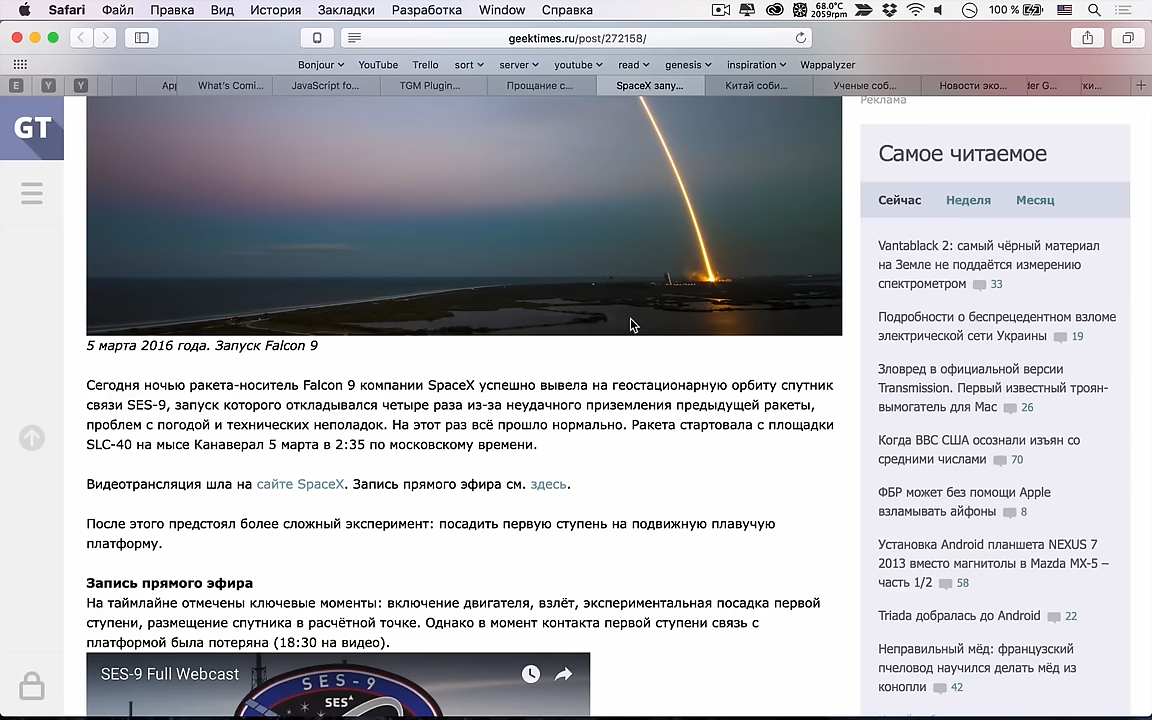 Safari Файл Правка Вид История Закладки Разработка Window Справка 68.0°C 2059rpm 100 %
geektimes.ru/post/272158/
Bonjour YouTube Trello sort server youtube read genesis inspiration Wappalyzer
E Y Y Ap What's Comi... JavaScript fo... TGM Plugin... Прощание с... SpaceX запу... Китай соби... Ученые соб... Новости эко... der G... ки...
GT
Реклама
Самое читаемое
Сейчас Неделя Месяц
Vantablack 2: самый чёрный материал
на Земле не поддаётся измерению
спектрометром 33
Подробности о беспрецедентном взломе
электрической сети Украины 19
Зловред в официальной версии
Transmission. Первый известный троян-
вымогатель для Mac 26
Когда ВВС США осознали изъян со
средними числами 70
ФБР может без помощи Apple
взламывать айфоны 8
Установка Android планшета NEXUS 7
2013 вместо магнитолы в Mazda MX-5 –
часть 1/2 58
Triada добралась до Android 22
Неправильный мёд: французский
пчеловод научился делать мёд из
конопли 42
5 марта 2016 года. Запуск Falcon 9
Сегодня ночью ракета-носитель Falcon 9 компании SpaceX успешно вывела на геостационарную орбиту спутник
связи SES-9, запуск которого откладывался четыре раза из-за неудачного приземления предыдущей ракеты,
проблем с погодой и технических неполадок. На этот раз всё прошло нормально. Ракета стартовала с площадки
SLC-40 на мысе Канаверал 5 марта в 2:35 по московскому времени.
Видеотрансляция шла на сайте SpaceX. Запись прямого эфира см. здесь.
После этого предстоял более сложный эксперимент: посадить первую ступень на подвижную плавучую
платформу.
Запись прямого эфира
На таймлайне отмечены ключевые моменты: включение двигателя, взлёт, экспериментальная посадка первой
ступени, размещение спутника в расчётной точке. Однако в момент контакта первой ступени связь с
платформой была потеряна (18:30 на видео).
SES-9 Full Webcast
SES-9
SES